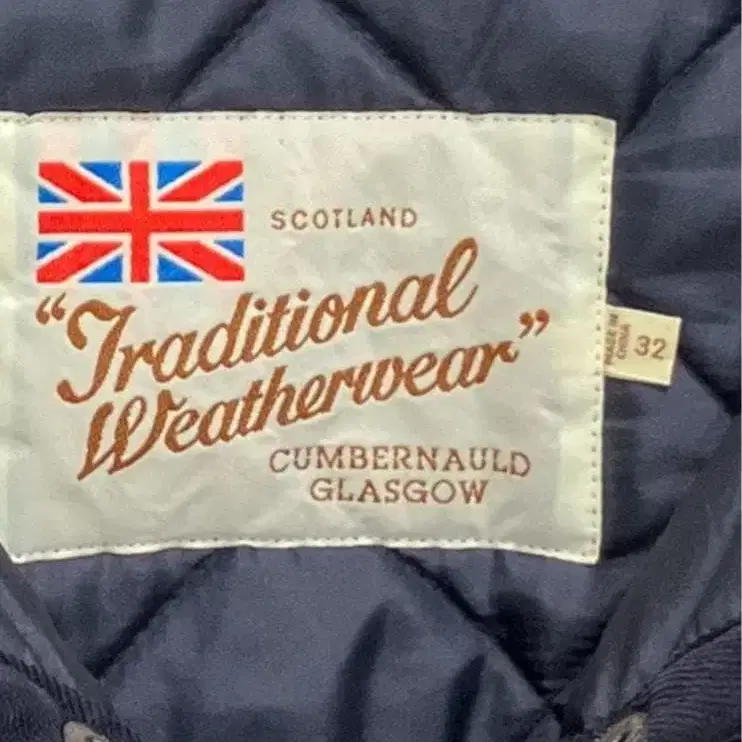 SCOTLAND
“Traditional
Weatherwear”
CUMBERNAULD
GLASGOW
MADE IN
CHINA
32